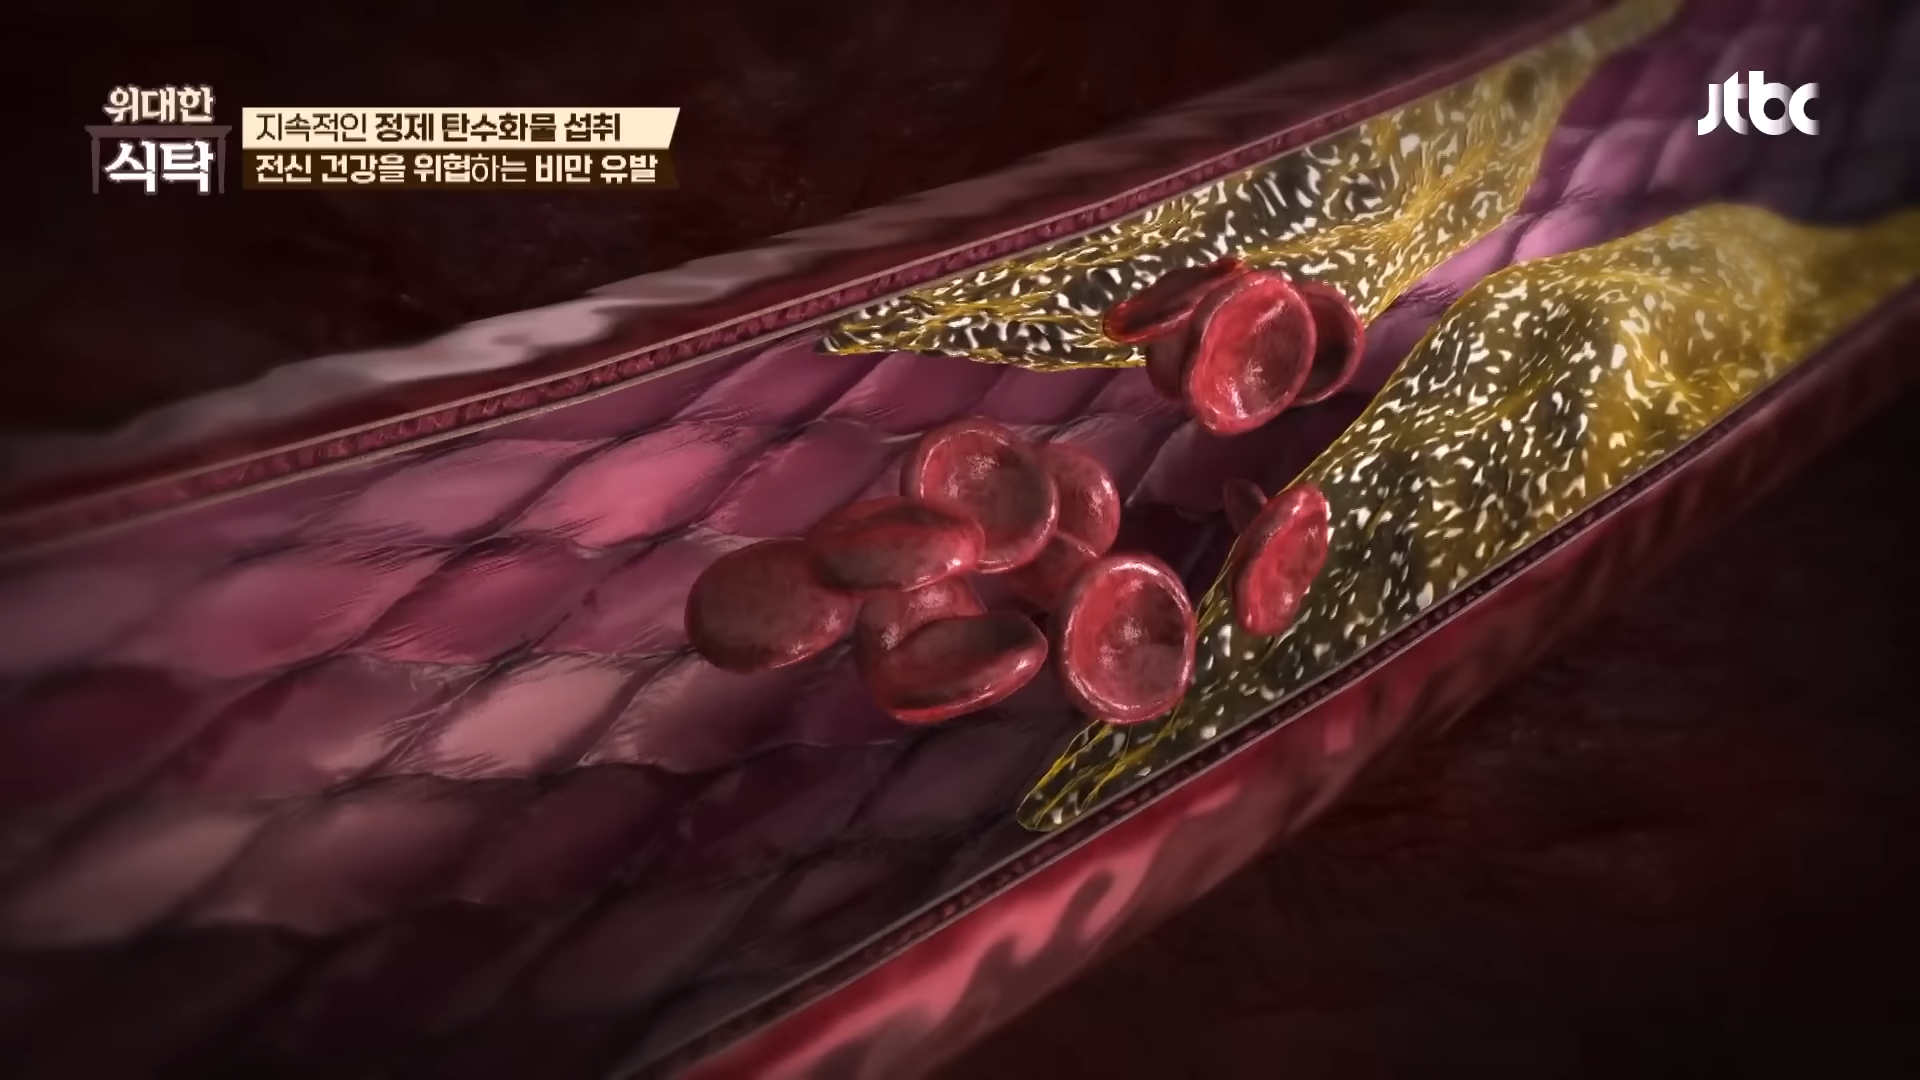 위대한
식탁
지속적인 정제 탄수화물 섭취
전신 건강을 위협하는 비만 유발
jtbc